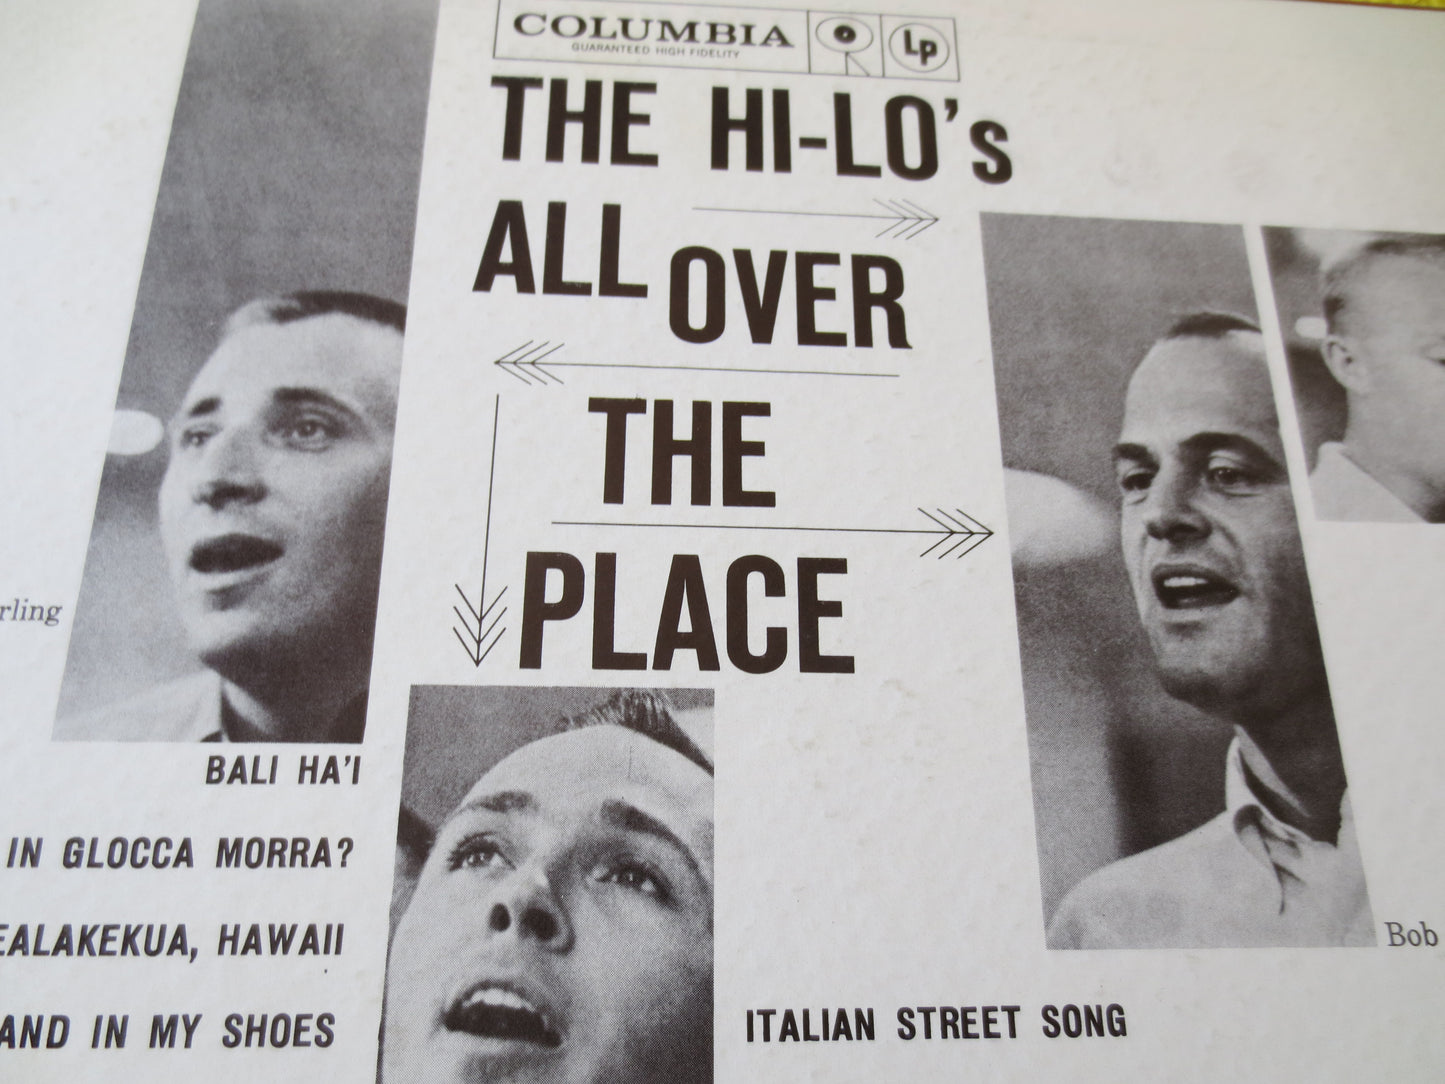 COLUMBIA
GUARANTEED HIGH FIDELITY
Lp
THE HI-LO's
ALL OVER
THE
PLACE
rling
BALI HA'I
IN GLOCCA MORRA?
EALAKEKUA, HAWAII
AND IN MY SHOES
ITALIAN STREET SONG
Bob